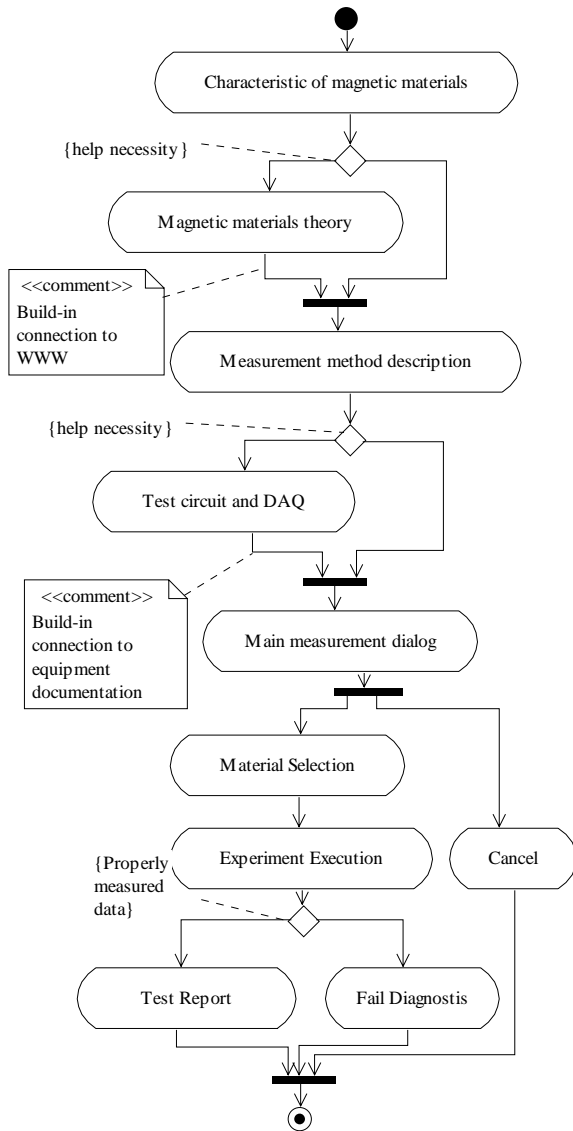 Characteristic of magnetic materials
{help necessity}
Magnetic materials theory
<<comment>>
Build-in
connection to
WWW
Measurement method description
{help necessity}
Test circuit and DAQ
<<comment>>
Build-in
connection to
equipment
documentation
Main measurement dialog
Material Selection
{Properly
measured
data}
Experiment Execution
Cancel
Test Report
Fail Diagnostis